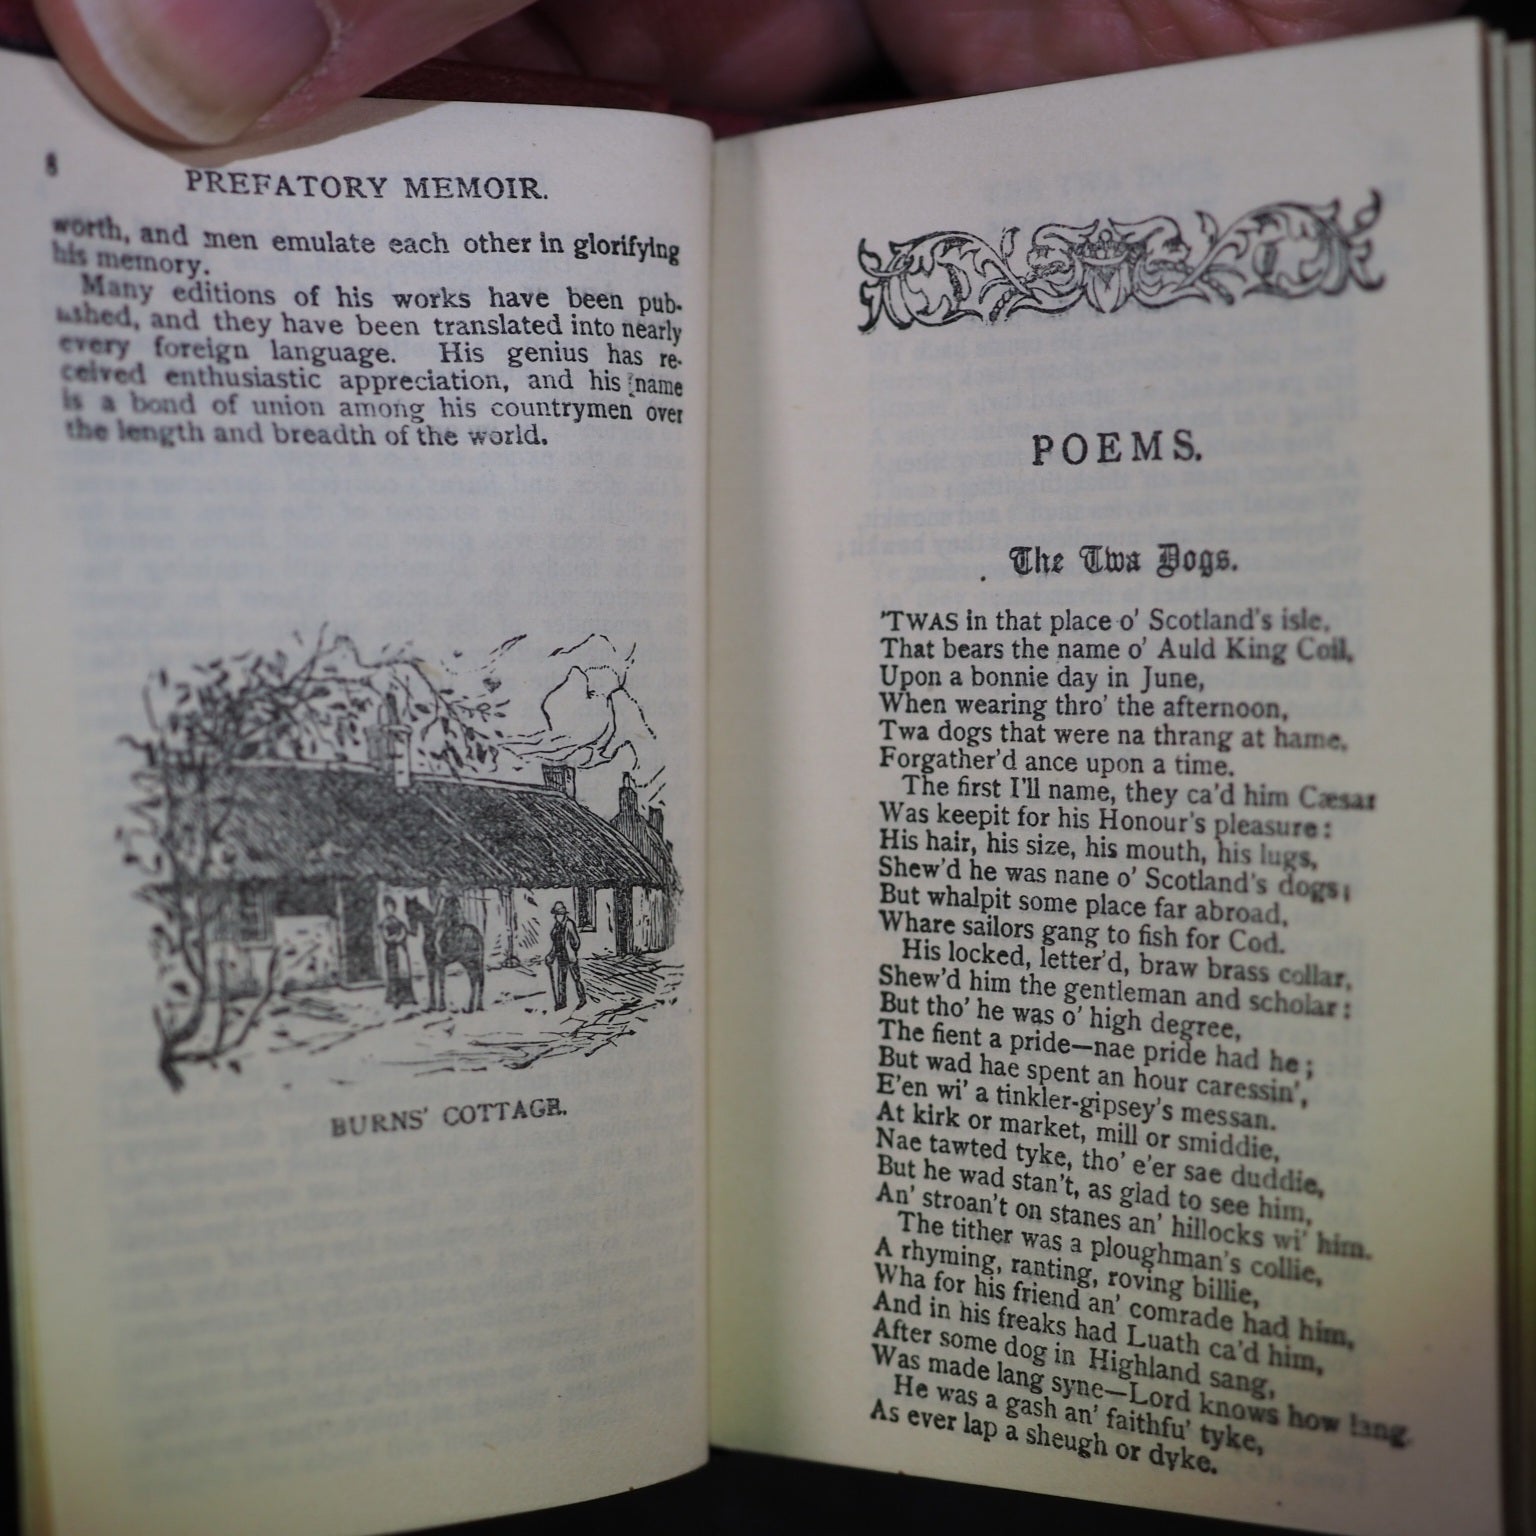 8
PREFATORY MEMOIR.
worth, and men emulate each other in glorifying
his memory.
Many editions of his works have been pub-
lished, and they have been translated into nearly
every foreign language. His genius has re-
ceived enthusiastic appreciation, and his name
is a bond of union among his countrymen over
the length and breadth of the world.
BURNS' COTTAGE.
POEMS.
The Twa Dogs.
'TWAS in that place o' Scotland's isle,
That bears the name o' Auld King Coil,
Upon a bonnie day in June,
When wearing thro' the afternoon,
Twa dogs that were na thrang at hame,
Forgather'd ance upon a time.
The first I'll name, they ca'd him Cæsar
Was keepit for his Honour's pleasure:
His hair, his size, his mouth, his lugs,
Shew'd he was nane o' Scotland's dogs;
But whalpit some place far abroad,
Whare sailors gang to fish for Cod.
His locked, letter'd, braw brass collar,
Shew'd him the gentleman and scholar:
But tho' he was o' high degree,
The fient a pride—nae pride had he;
But wad hae spent an hour caressin',
E'en wi' a tinkler-gipsey's messan.
At kirk or market, mill or smiddie,
Nae tawted tyke, tho' e'er sae duddie,
But he wad stan't, as glad to see him,
An' stroan't on stanes an' hillocks wi' him.
The tither was a ploughman's collie,
A rhyming, ranting, roving billie,
Wha for his friend an' comrade had him,
And in his freaks had Luath ca'd him,
After some dog in Highland sang,
Was made lang syne—Lord knows how lang.
He was a gash an' faithfu' tyke,
As ever lap a sheugh or dyke.